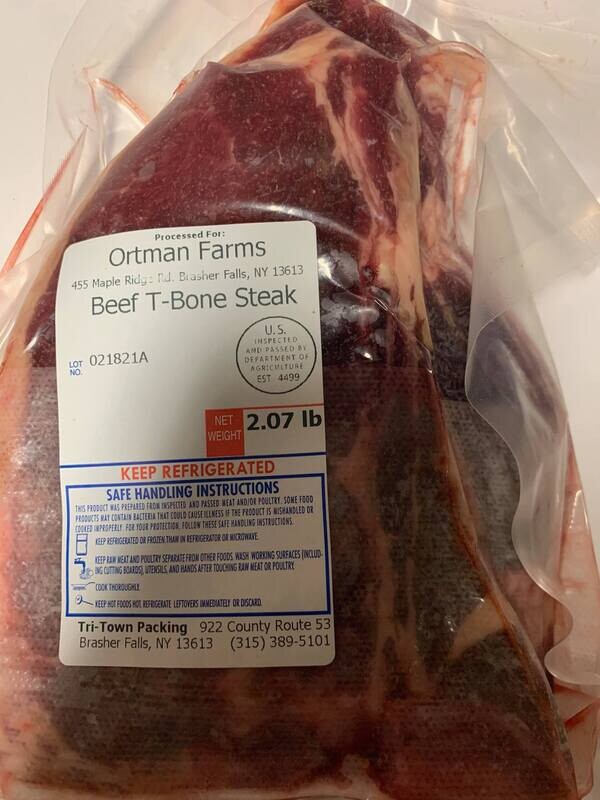 Processed For:
Ortman Farms
455 Maple Ridge Rd. Brasher Falls, NY 13613
Beef T-Bone Steak
LOT NO. 021821A
U.S.
INSPECTED
AND PASSED BY
DEPARTMENT OF
AGRICULTURE
EST 4499
NET WEIGHT 2.07 lb
KEEP REFRIGERATED
SAFE HANDLING INSTRUCTIONS
THIS PRODUCT WAS PREPARED FROM INSPECTED AND PASSED MEAT AND/OR POULTRY. SOME FOOD
PRODUCTS MAY CONTAIN BACTERIA THAT COULD CAUSE ILLNESS IF THE PRODUCT IS MISHANDLED OR
COOKED IMPROPERLY. FOR YOUR PROTECTION, FOLLOW THESE SAFE HANDLING INSTRUCTIONS.
KEEP REFRIGERATED OR FROZEN THAW IN REFRIGERATOR OR MICROWAVE.
KEEP RAW MEAT AND POULTRY SEPARATE FROM OTHER FOODS. WASH WORKING SURFACES (INCLUD-
ING CUTTING BOARDS), UTENSILS, AND HANDS AFTER TOUCHING RAW MEAT OR POULTRY
COOK THOROUGHLY.
KEEP HOT FOODS HOT. REFRIGERATE LEFTOVERS IMMEDIATELY OR DISCARD.
Tri-Town Packing 922 County Route 53
Brasher Falls, NY 13613 (315) 389-5101